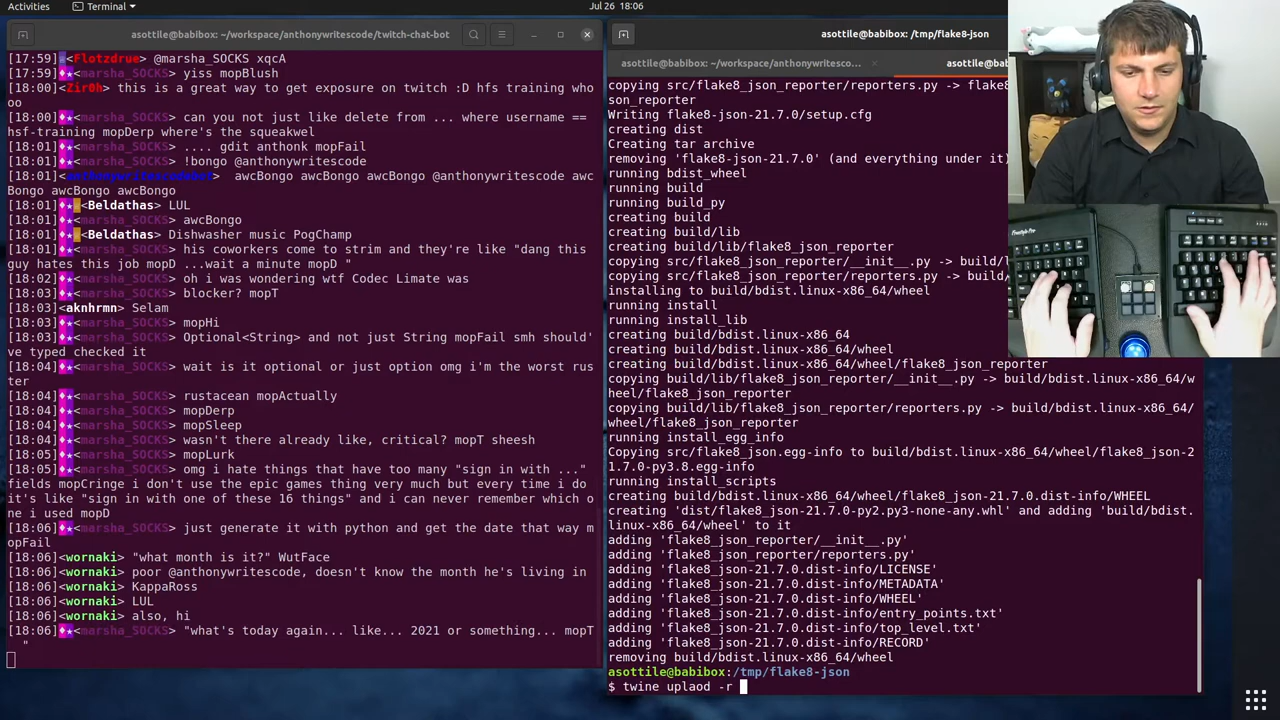 Activities
Terminal
Jul 26 18:06
asottile@babibox: ~/workspace/anthonywritescode/twitch-chat-bot
asottile@babibox: /tmp/flake8-json
asottile@babibox: ~/workspace/anthonywritesco…
asottile@bab
[17:59] <Flotzdrue> @marsha_SOCKS xqcA
[17:59] <marsha_SOCKS> yiss mopBlush
[18:00]<Zir0h> this is a great way to get exposure on twitch :D hfs training who
oo
[18:00] <marsha_SOCKS> can you not just like delete from ... where username ==
hsf-training mopDerp where's the squeakwel
[18:00] <marsha_SOCKS> .... gdit anthonk mopFail
[18:01] <marsha_SOCKS> !bongo @anthonywritescode
[18:01] <anthonywritescodebot>  awcBongo awcBongo awcBongo @anthonywritescode awc
Bongo awcBongo awcBongo
[18:01] <Beldathas> LUL
[18:01] <marsha_SOCKS> awcBongo
[18:01] <Beldathas> Dishwasher music PogChamp
[18:01] <marsha_SOCKS> his coworkers come to strim and they're like "dang this
guy hates this job mopD ...wait a minute mopD "
[18:02] <marsha_SOCKS> oh i was wondering wtf Codec Limate was
[18:03] <marsha_SOCKS> blocker? mopT
[18:03]<aknhrmn> Selam
[18:03] <marsha_SOCKS> mopHi
[18:03] <marsha_SOCKS> Optional<String> and not just String mopFail smh should'
ve typed checked it
[18:04] <marsha_SOCKS> wait is it optional or just option omg i'm the worst rus
ter
[18:04] <marsha_SOCKS> rustacean mopActually
[18:04] <marsha_SOCKS> mopDerp
[18:04] <marsha_SOCKS> mopSleep
[18:04] <marsha_SOCKS> wasn't there already like, critical? mopT sheesh
[18:05] <marsha_SOCKS> mopLurk
[18:05] <marsha_SOCKS> omg i hate things that have too many "sign in with ..."
fields mopCringe i don't use the epic games thing very much but every time i do
it's like "sign in with one of these 16 things" and i can never remember which o
ne i used mopD
[18:06] <marsha_SOCKS> just generate it with python and get the date that way m
opFail
[18:06]<wornaki> "what month is it?" WutFace
[18:06]<wornaki> poor @anthonywritescode, doesn't know the month he's living in
[18:06]<wornaki> KappaRoss
[18:06]<wornaki> LUL
[18:06]<wornaki> also, hi
[18:06] <marsha_SOCKS> "what's today again... like... 2021 or something... mopT
"
copying src/flake8_json_reporter/reporters.py -> flake8
son_reporter
Writing flake8-json-21.7.0/setup.cfg
Creating dist
Creating tar archive
removing 'flake8-json-21.7.0' (and everything under it)
running bdist_wheel
running build
running build_py
creating build
creating build/lib
creating build/lib/flake8_json_reporter
copying src/flake8_json_reporter/__init__.py -> build/l
copying src/flake8_json_reporter/reporters.py -> build/
installing to build/bdist.linux-x86_64/wheel
running install
running install_lib
creating build/bdist.linux-x86_64
creating build/bdist.linux-x86_64/wheel
creating build/bdist.linux-x86_64/wheel/flake8_json_reporter
copying build/lib/flake8_json_reporter/__init__.py -> build/bdist.linux-x86_64/w
heel/flake8_json_reporter
copying build/lib/flake8_json_reporter/reporters.py -> build/bdist.linux-x86_64/
wheel/flake8_json_reporter
running install_egg_info
Copying src/flake8_json.egg-info to build/bdist.linux-x86_64/wheel/flake8_json-2
1.7.0-py3.8.egg-info
running install_scripts
creating build/bdist.linux-x86_64/wheel/flake8_json-21.7.0.dist-info/WHEEL
creating 'dist/flake8_json-21.7.0-py2.py3-none-any.whl' and adding 'build/bdist.
linux-x86_64/wheel' to it
adding 'flake8_json_reporter/__init__.py'
adding 'flake8_json_reporter/reporters.py'
adding 'flake8_json-21.7.0.dist-info/LICENSE'
adding 'flake8_json-21.7.0.dist-info/METADATA'
adding 'flake8_json-21.7.0.dist-info/WHEEL'
adding 'flake8_json-21.7.0.dist-info/entry_points.txt'
adding 'flake8_json-21.7.0.dist-info/top_level.txt'
adding 'flake8_json-21.7.0.dist-info/RECORD'
removing build/bdist.linux-x86_64/wheel
asottile@babibox:/tmp/flake8-json
$ twine uplaod -r